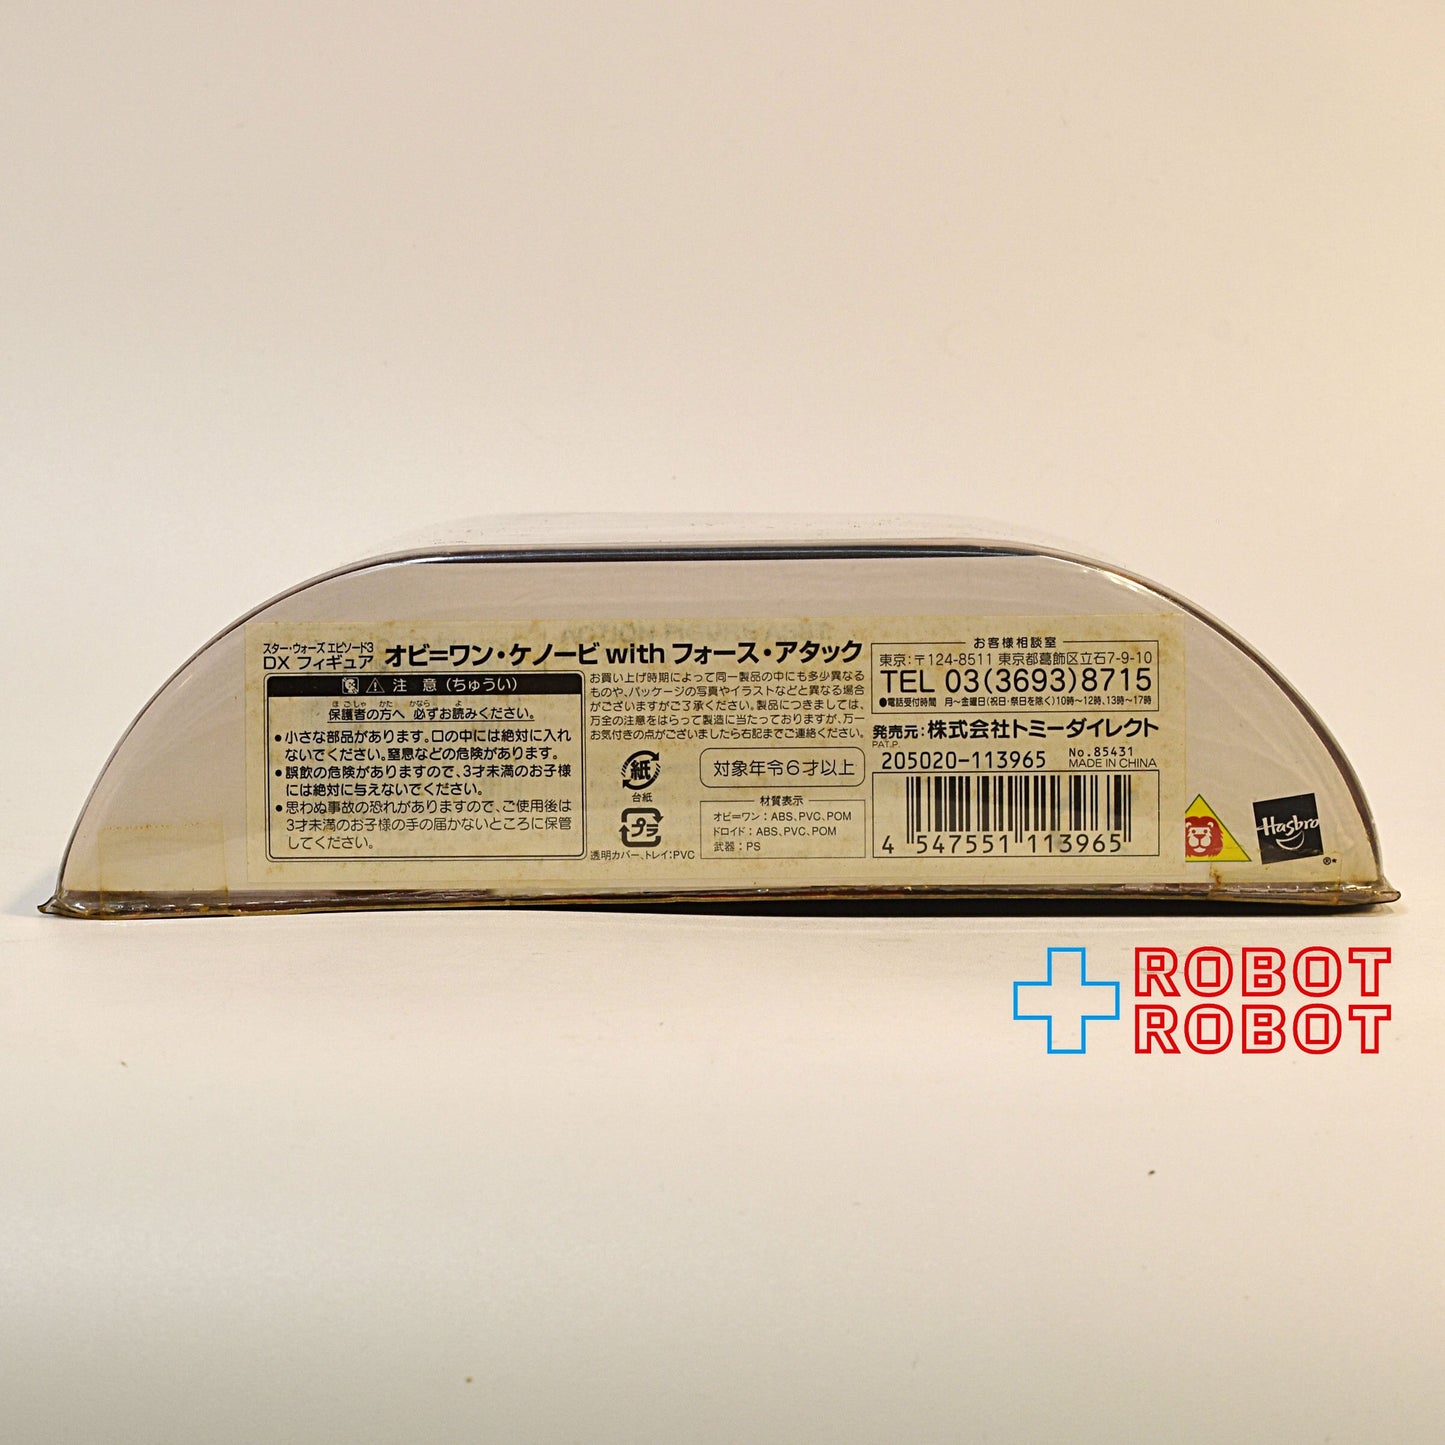 スター・ウォーズ エピソード3
DX フィギュア オビ=ワン・ケノービ with フォース・アタック
注 意 (ちゅうい)
ほごしゃ かた かなら よ
保護者の方へ 必ずお読みください。
●小さな部品があります。口の中には絶対に入れ
ないでください。窒息などの危険があります。
●誤飲の危険がありますので、3才未満のお子様
には絶対に与えないでください。
●思わぬ事故の恐れがありますので、ご使用後は
3才未満のお子様の手の届かないところに保管
してください。
お買い上げ時期によって同一製品の中にも多少異なる
ものや、パッケージの写真やイラストなどと異なる場合
がございますがご了承ください。製品につきましては、
万全の注意をはらって製造に当たっておりますが、万一
お気付きの点がございましたら右記までご連絡ください。
紙
台紙
プラ
透明カバー、トレイ:PVC
対象年令6才以上
材質表示
オビ=ワン:ABS、PVC、POM
ドロイド:ABS、PVC、POM
武器:PS
お客様相談室
東京:〒124-8511 東京都葛飾区立石7-9-10
TEL 03(3693)8715
●電話受付時間 月〜金曜日(祝日・祭日を除く)10時〜12時、13時〜17時
発売元:株式会社トミーダイレクト
PAT.P.
205020-113965
No.85431
MADE IN CHINA
4 547551 113965
Hasbro
®*
ROBOT
ROBOT